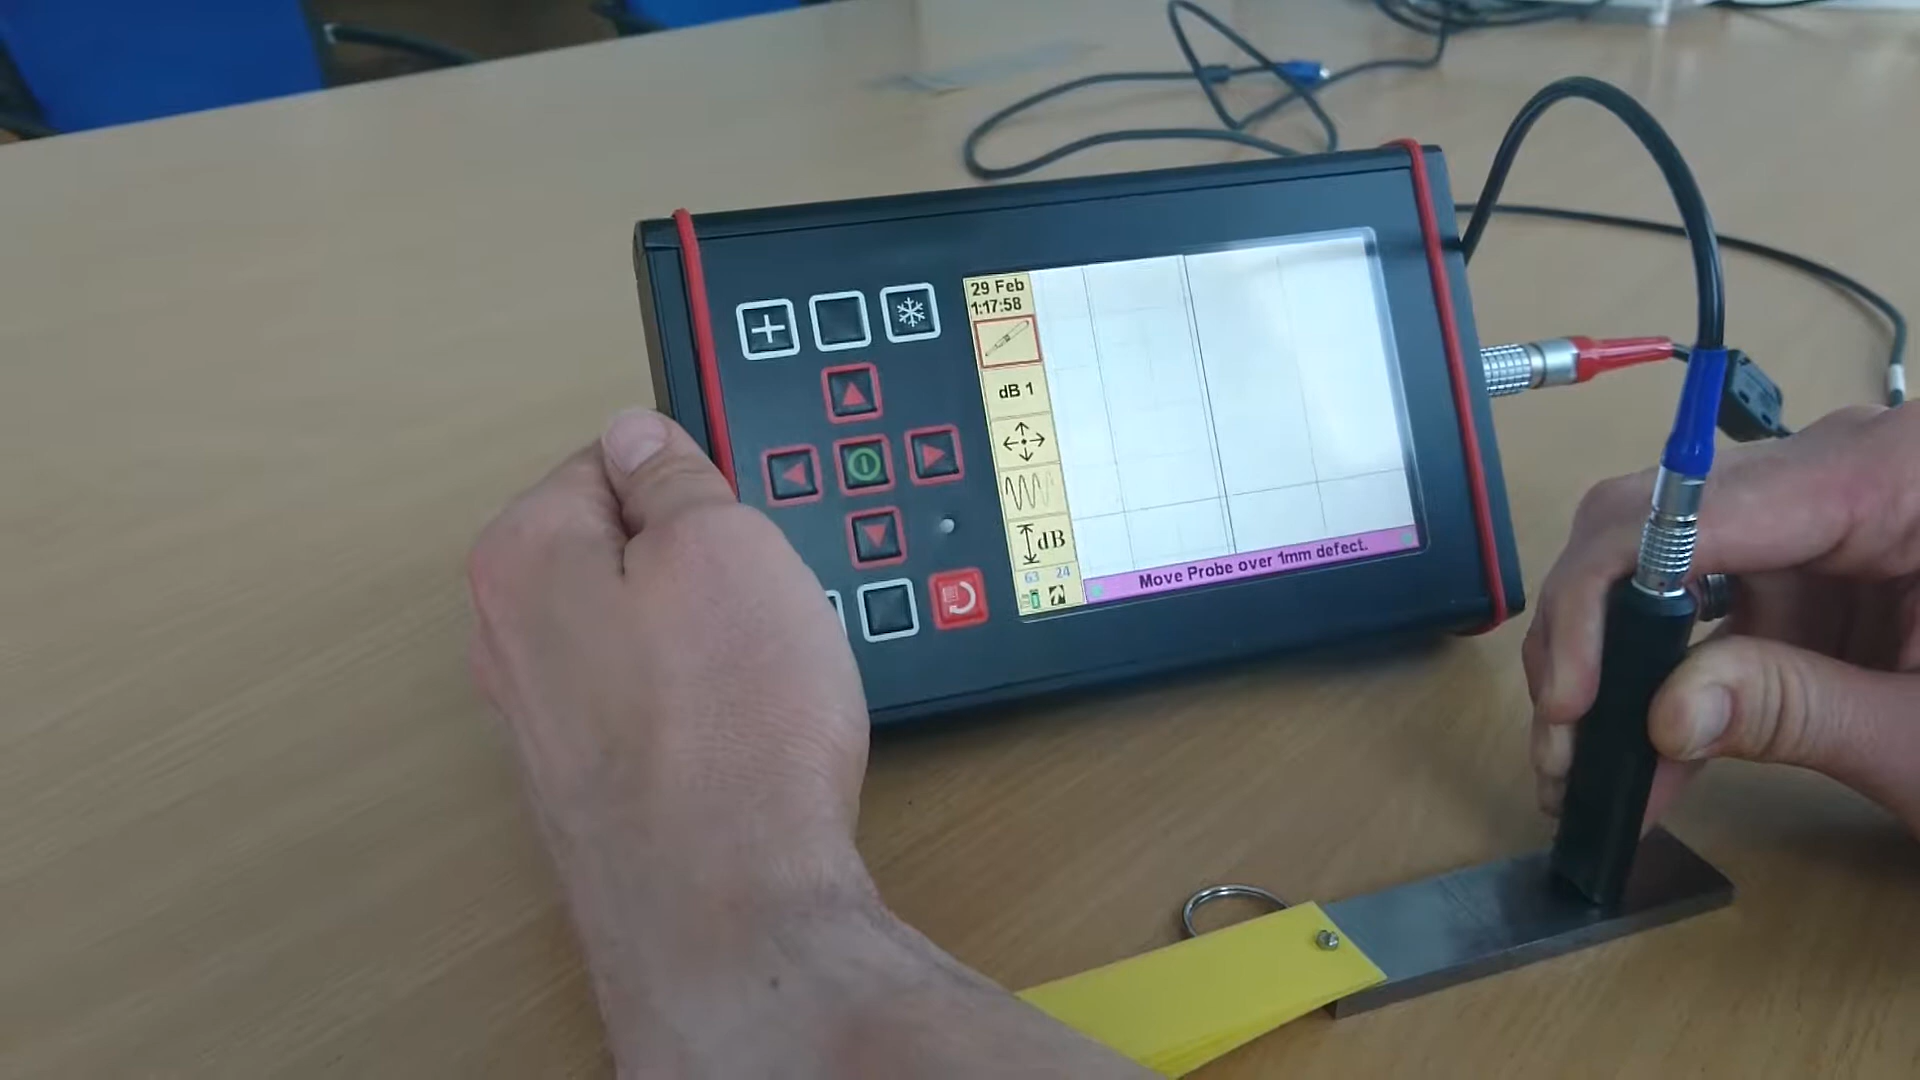 29 Feb
1:17:58
dB 1
dB
63 24
Move Probe over 1mm defect.